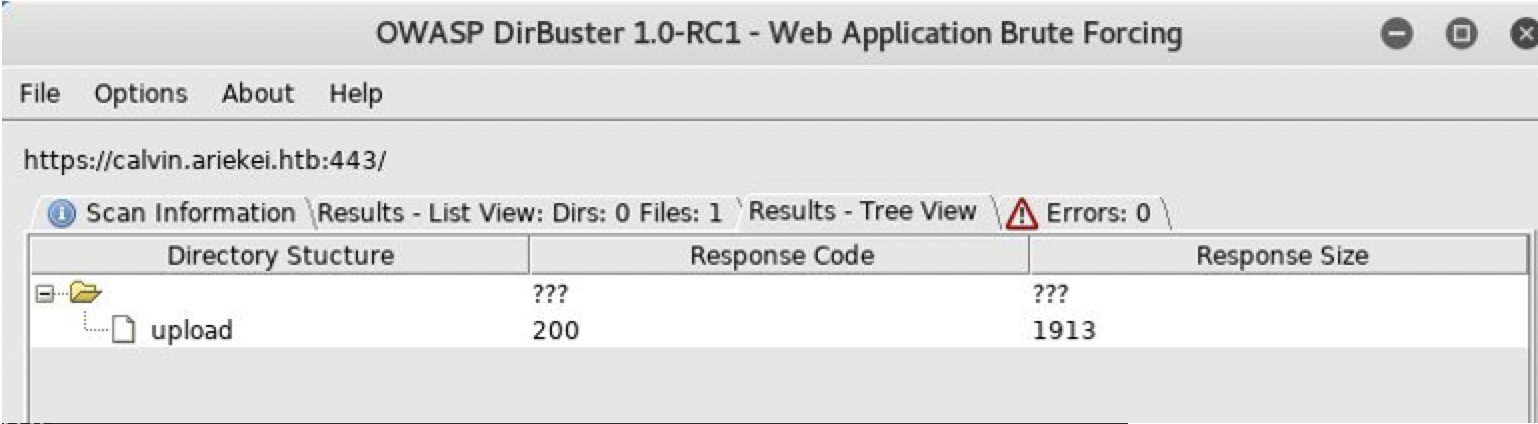 OWASP DirBuster 1.0-RC1 - Web Application Brute Forcing
File Options About Help
https://calvin.ariekei.htb:443/
Scan Information Results - List View: Dirs: 0 Files: 1 Results - Tree View Errors: 0
Directory Stucture Response Code Response Size
??? ???
upload 200 1913